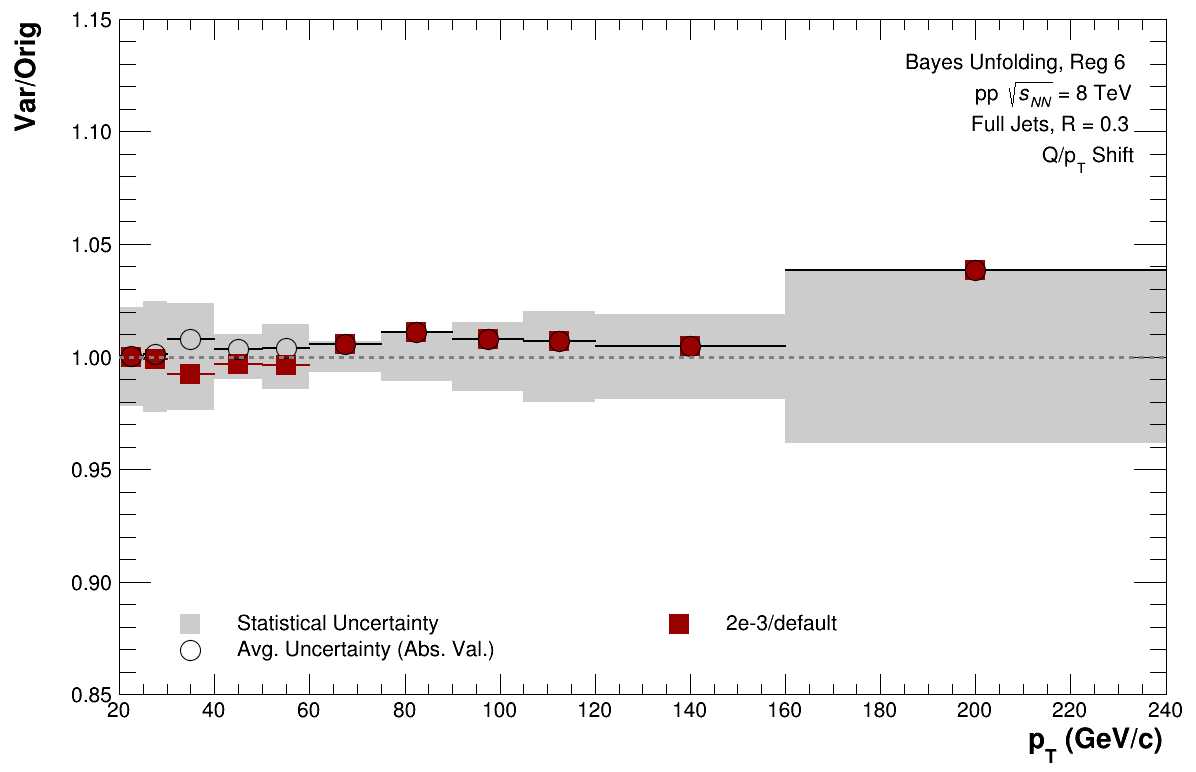 Var/Orig
1.15
1.10
1.05
1.00
0.95
0.90
0.85
Bayes Unfolding, Reg 6
pp √s_NN = 8 TeV
Full Jets, R = 0.3
Q/p_T Shift
Statistical Uncertainty
Avg. Uncertainty (Abs. Val.)
2e-3/default
20 40 60 80 100 120 140 160 180 200 220 240
p_T (GeV/c)